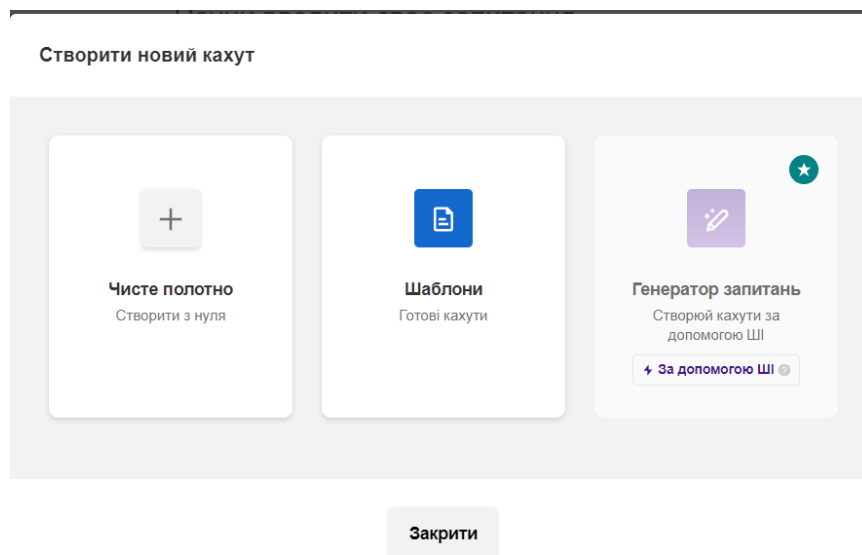 Створити новий кахут
Чисте полотно
Створити з нуля
Шаблони
Готові кахути
Генератор запитань
Створюй кахути за
допомогою ШІ
За допомогою ШІ
Закрити